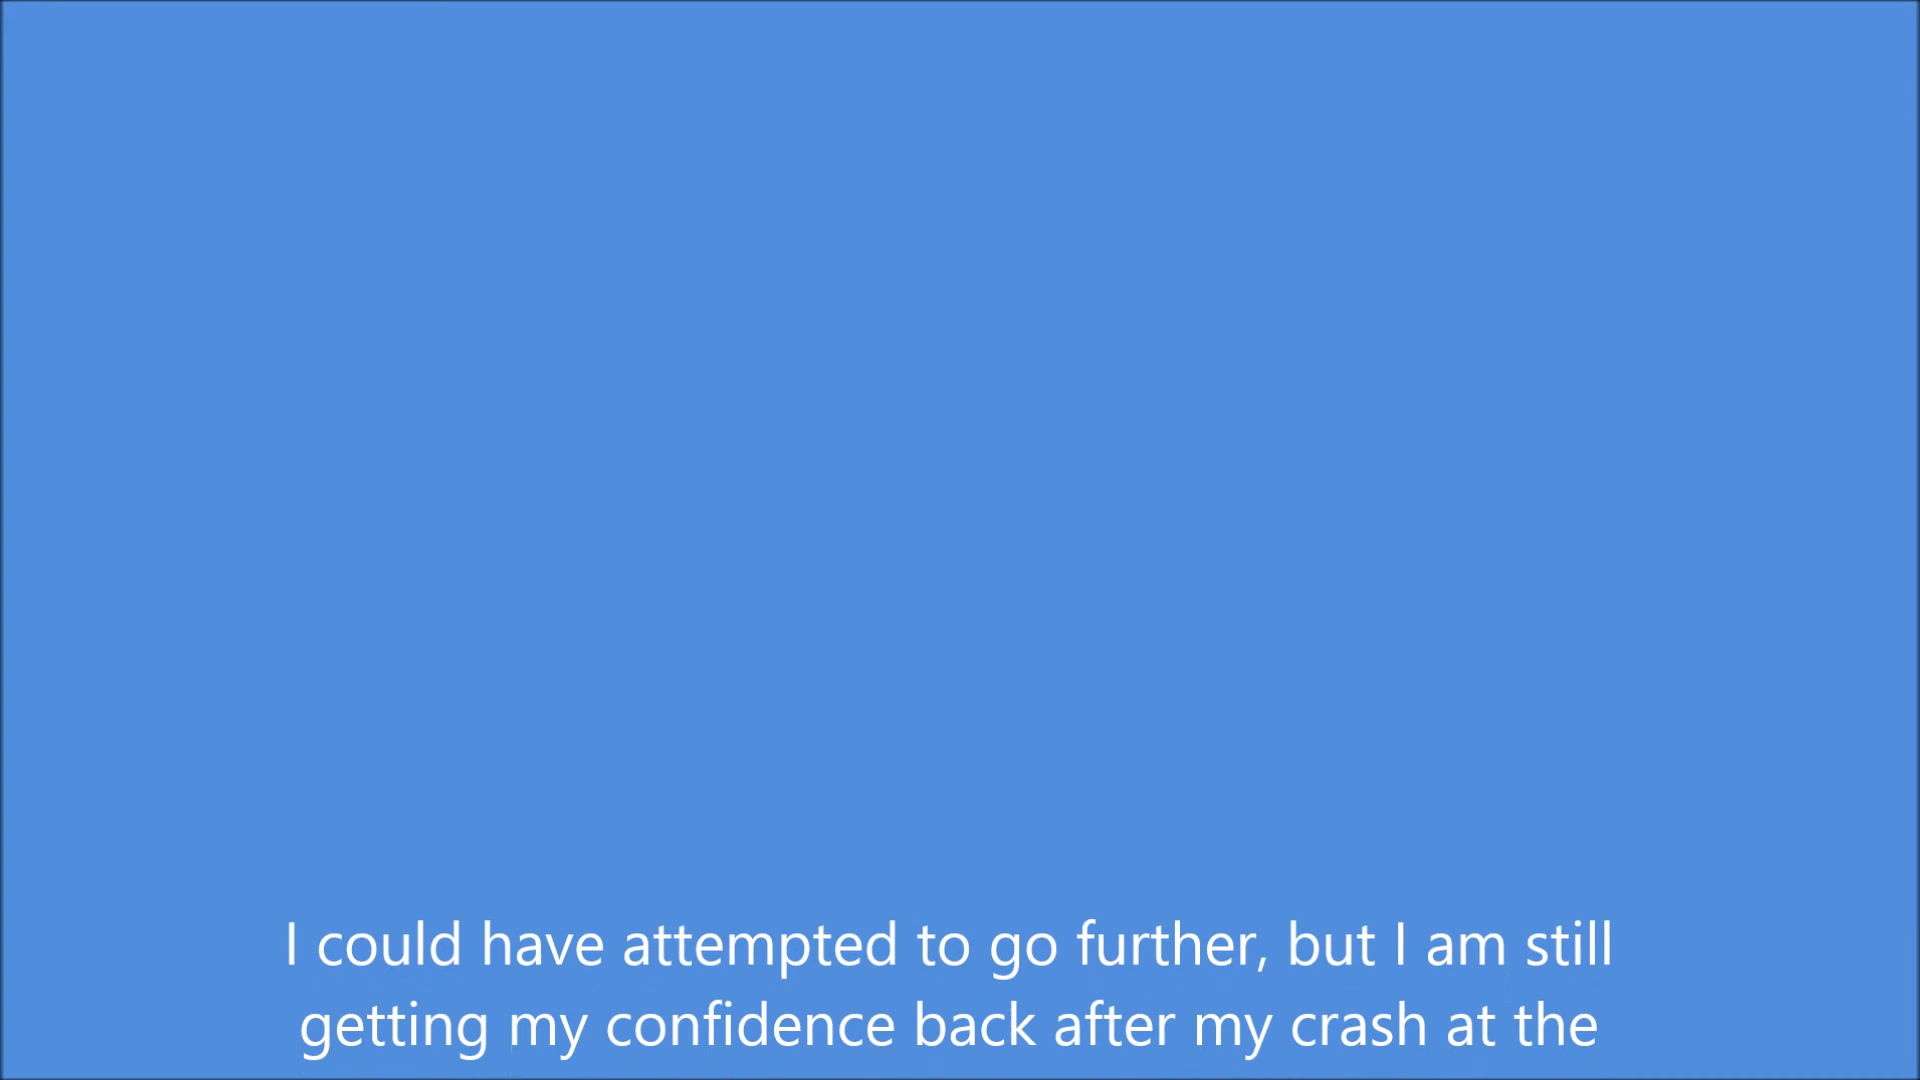 I could have attempted to go further, but I am still
getting my confidence back after my crash at the